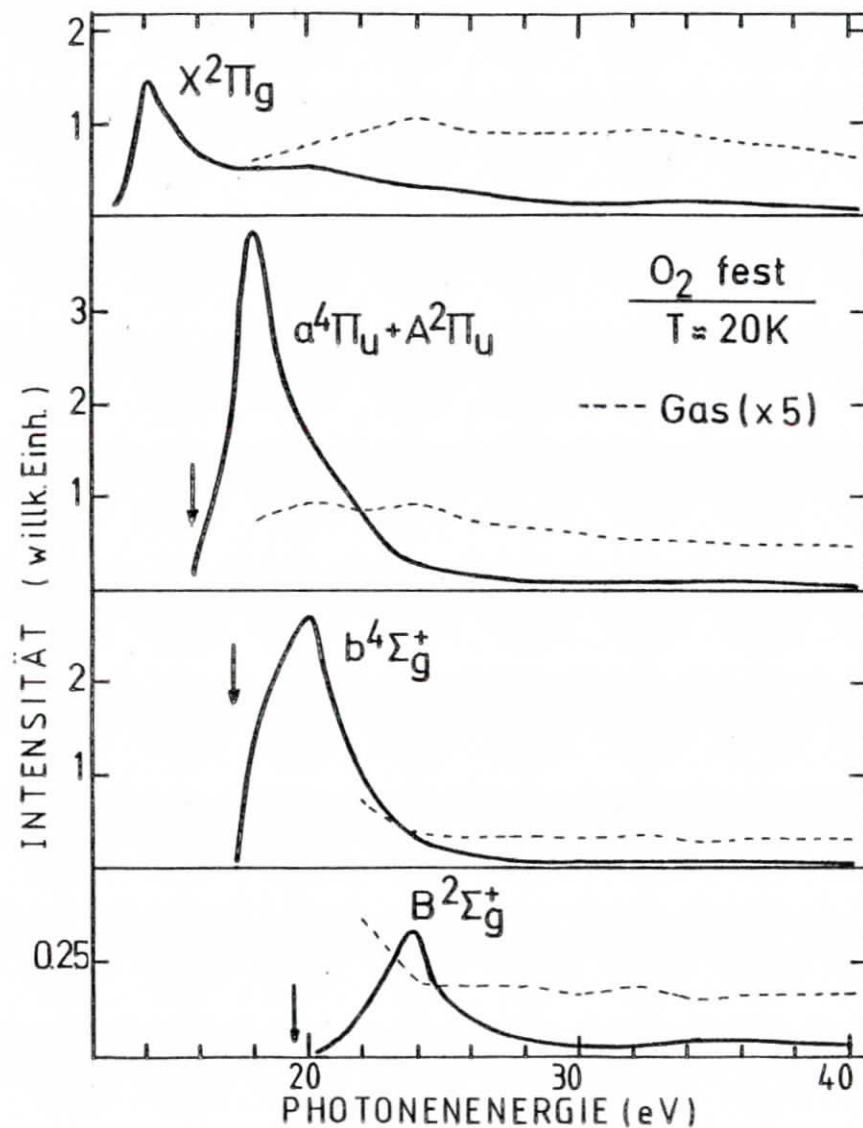 2
X²Πg
1
O₂ fest
T ≈ 20K
3
a⁴Πu + A²Πu
---- Gas (x 5)
2
1
INTENSITÄT (willk. Einh.)
b⁴Σg⁺
2
1
B²Σg⁺
0.25
20 30 40
PHOTONENENERGIE (eV)